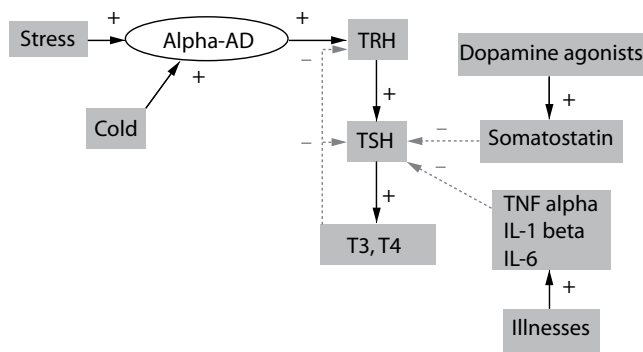 +
+
Stress
Alpha-AD
TRH
Dopamine agonists
–
+
+
+
Cold
TSH
–
–
Somatostatin
–
+
TNF alpha
IL-1 beta
IL-6
T3, T4
+
Illnesses